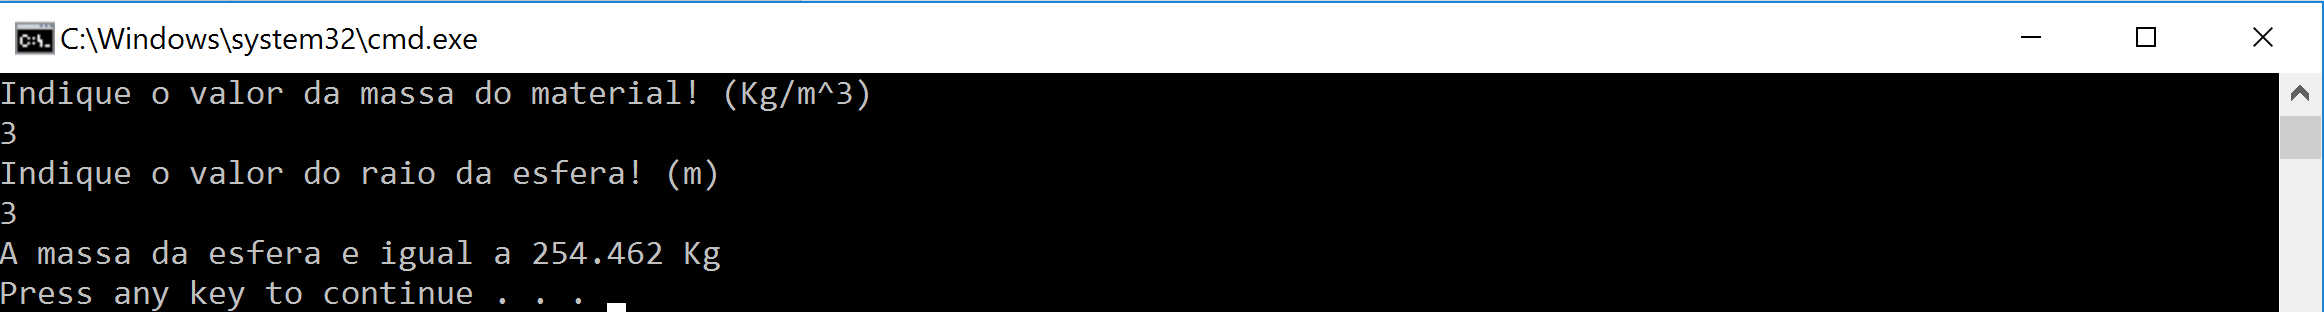 C:\Windows\system32\cmd.exe
Indique o valor da massa do material! (Kg/m^3)
3
Indique o valor do raio da esfera! (m)
3
A massa da esfera e igual a 254.462 Kg
Press any key to continue . . .